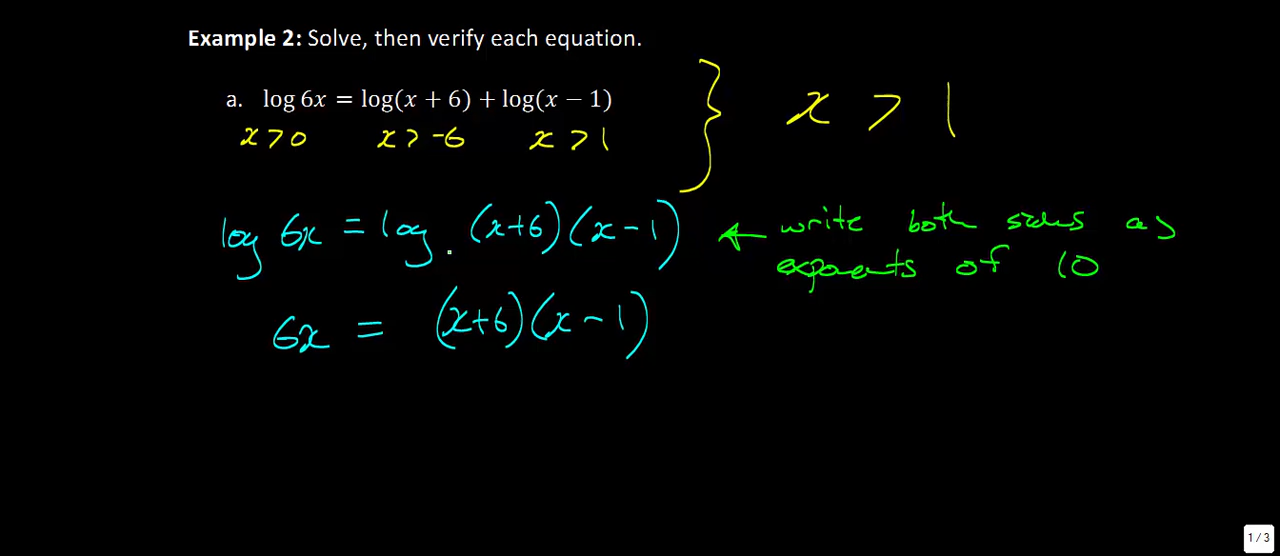 Example 2: Solve, then verify each equation.
a. log 6x = log(x + 6) + log(x − 1)
x > 0 x > -6 x > 1 } x > 1
log 6x = log (x+6)(x-1) ← write both sides as
exponents of 10
6x = (x+6)(x-1)
1 / 3